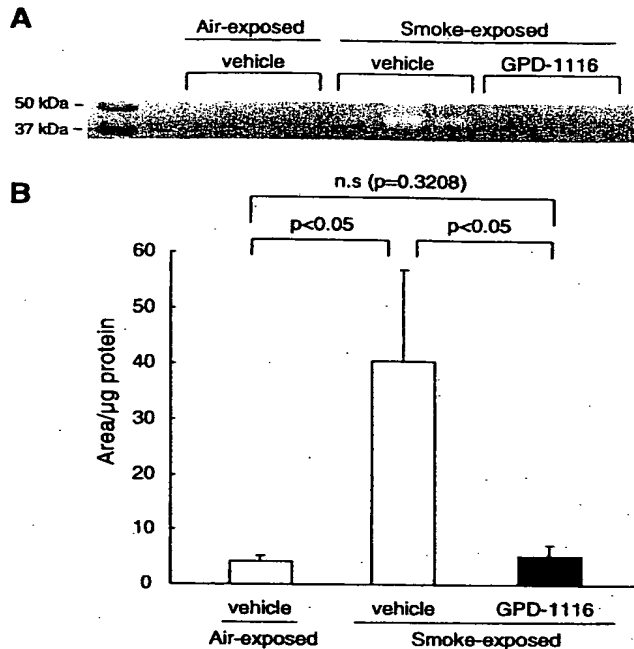 A
Air-exposed Smoke-exposed
vehicle vehicle GPD-1116
50 kDa –
37 kDa –
B
n.s (p=0.3208)
p<0.05 p<0.05
Area/µg protein
60
50
40
30
20
10
0
vehicle vehicle GPD-1116
Air-exposed Smoke-exposed